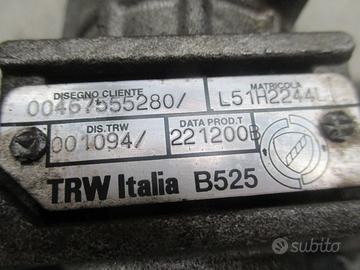 DISEGNO CLIENTE MATRICOLA
00467555280/ L51H2244L
DIS. TRW DATA PROD.T
001094/ 221200B
TRW Italia B525
subito